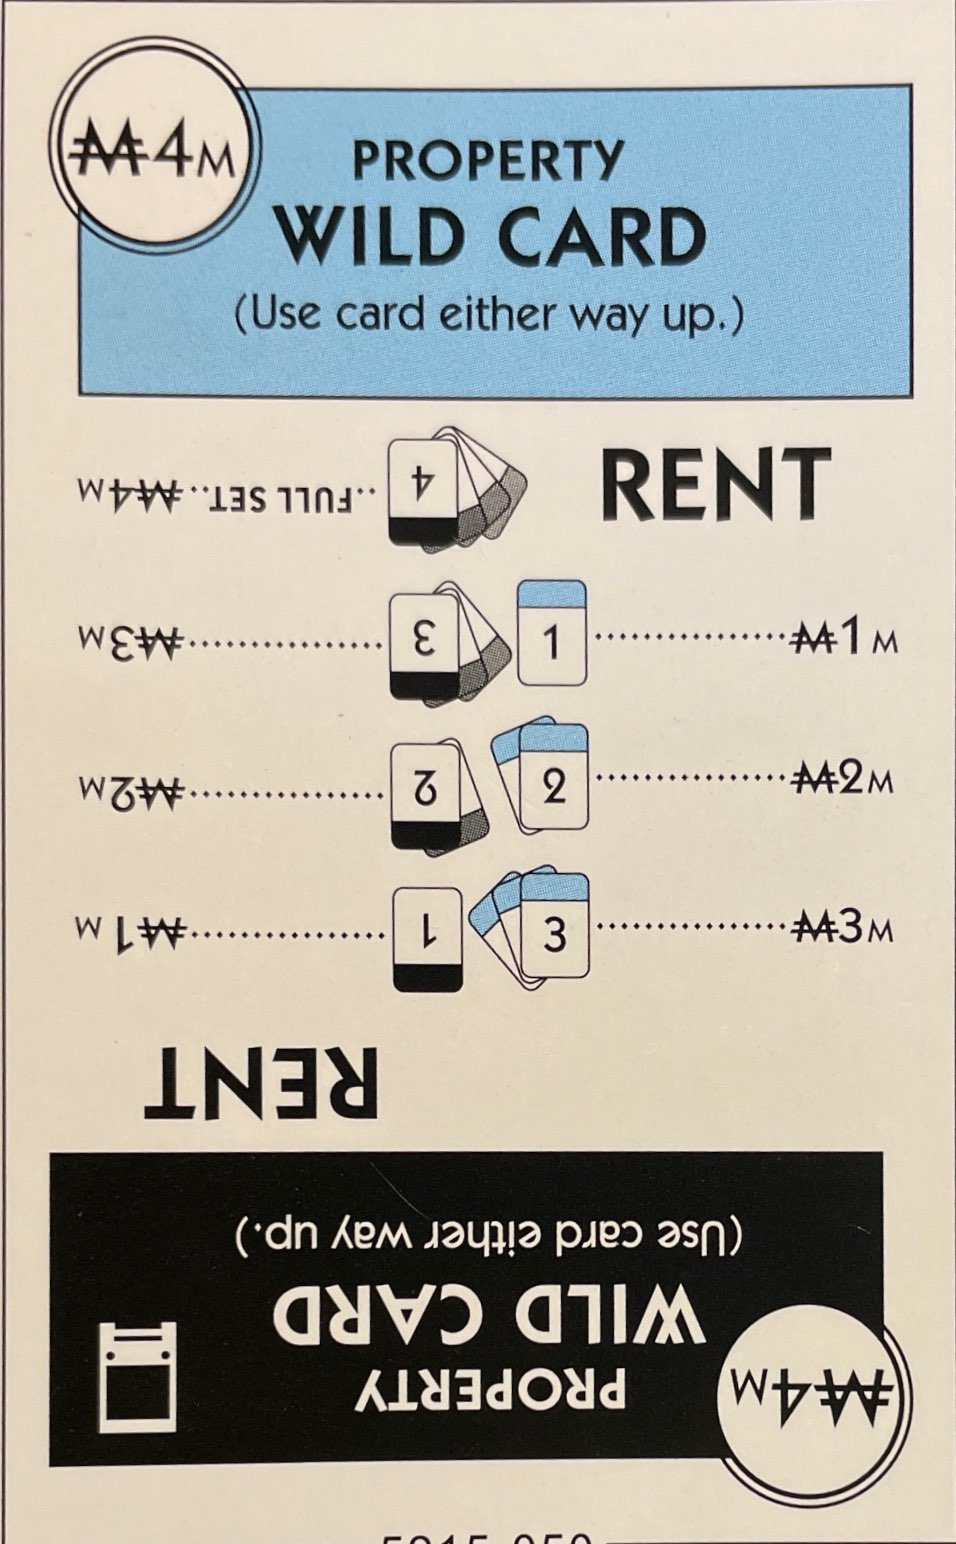 ₩4M
PROPERTY
WILD CARD
(Use card either way up.)
RENT
1 ............... ₩1M
2 ............... ₩2M
3 ............... ₩3M
₩4M
PROPERTY
WILD CARD
(Use card either way up.)
RENT
1 ............... ₩1M
2 ............... ₩2M
3 ............... ₩3M
4 ..FULL SET.. ₩4M